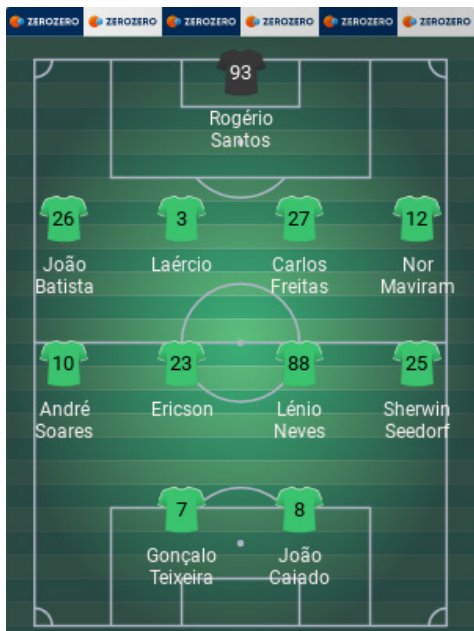 ZEROZERO ZEROZERO ZEROZERO ZEROZERO ZEROZERO ZEROZERO
93
Rogério
Santos
26 3 27 12
João Laércio Carlos Nor
Batista Freitas Maviram
10 23 88 25
André Ericson Lénio Sherwin
Soares Neves Seedorf
7 8
Gonçalo João
Teixeira Caiado